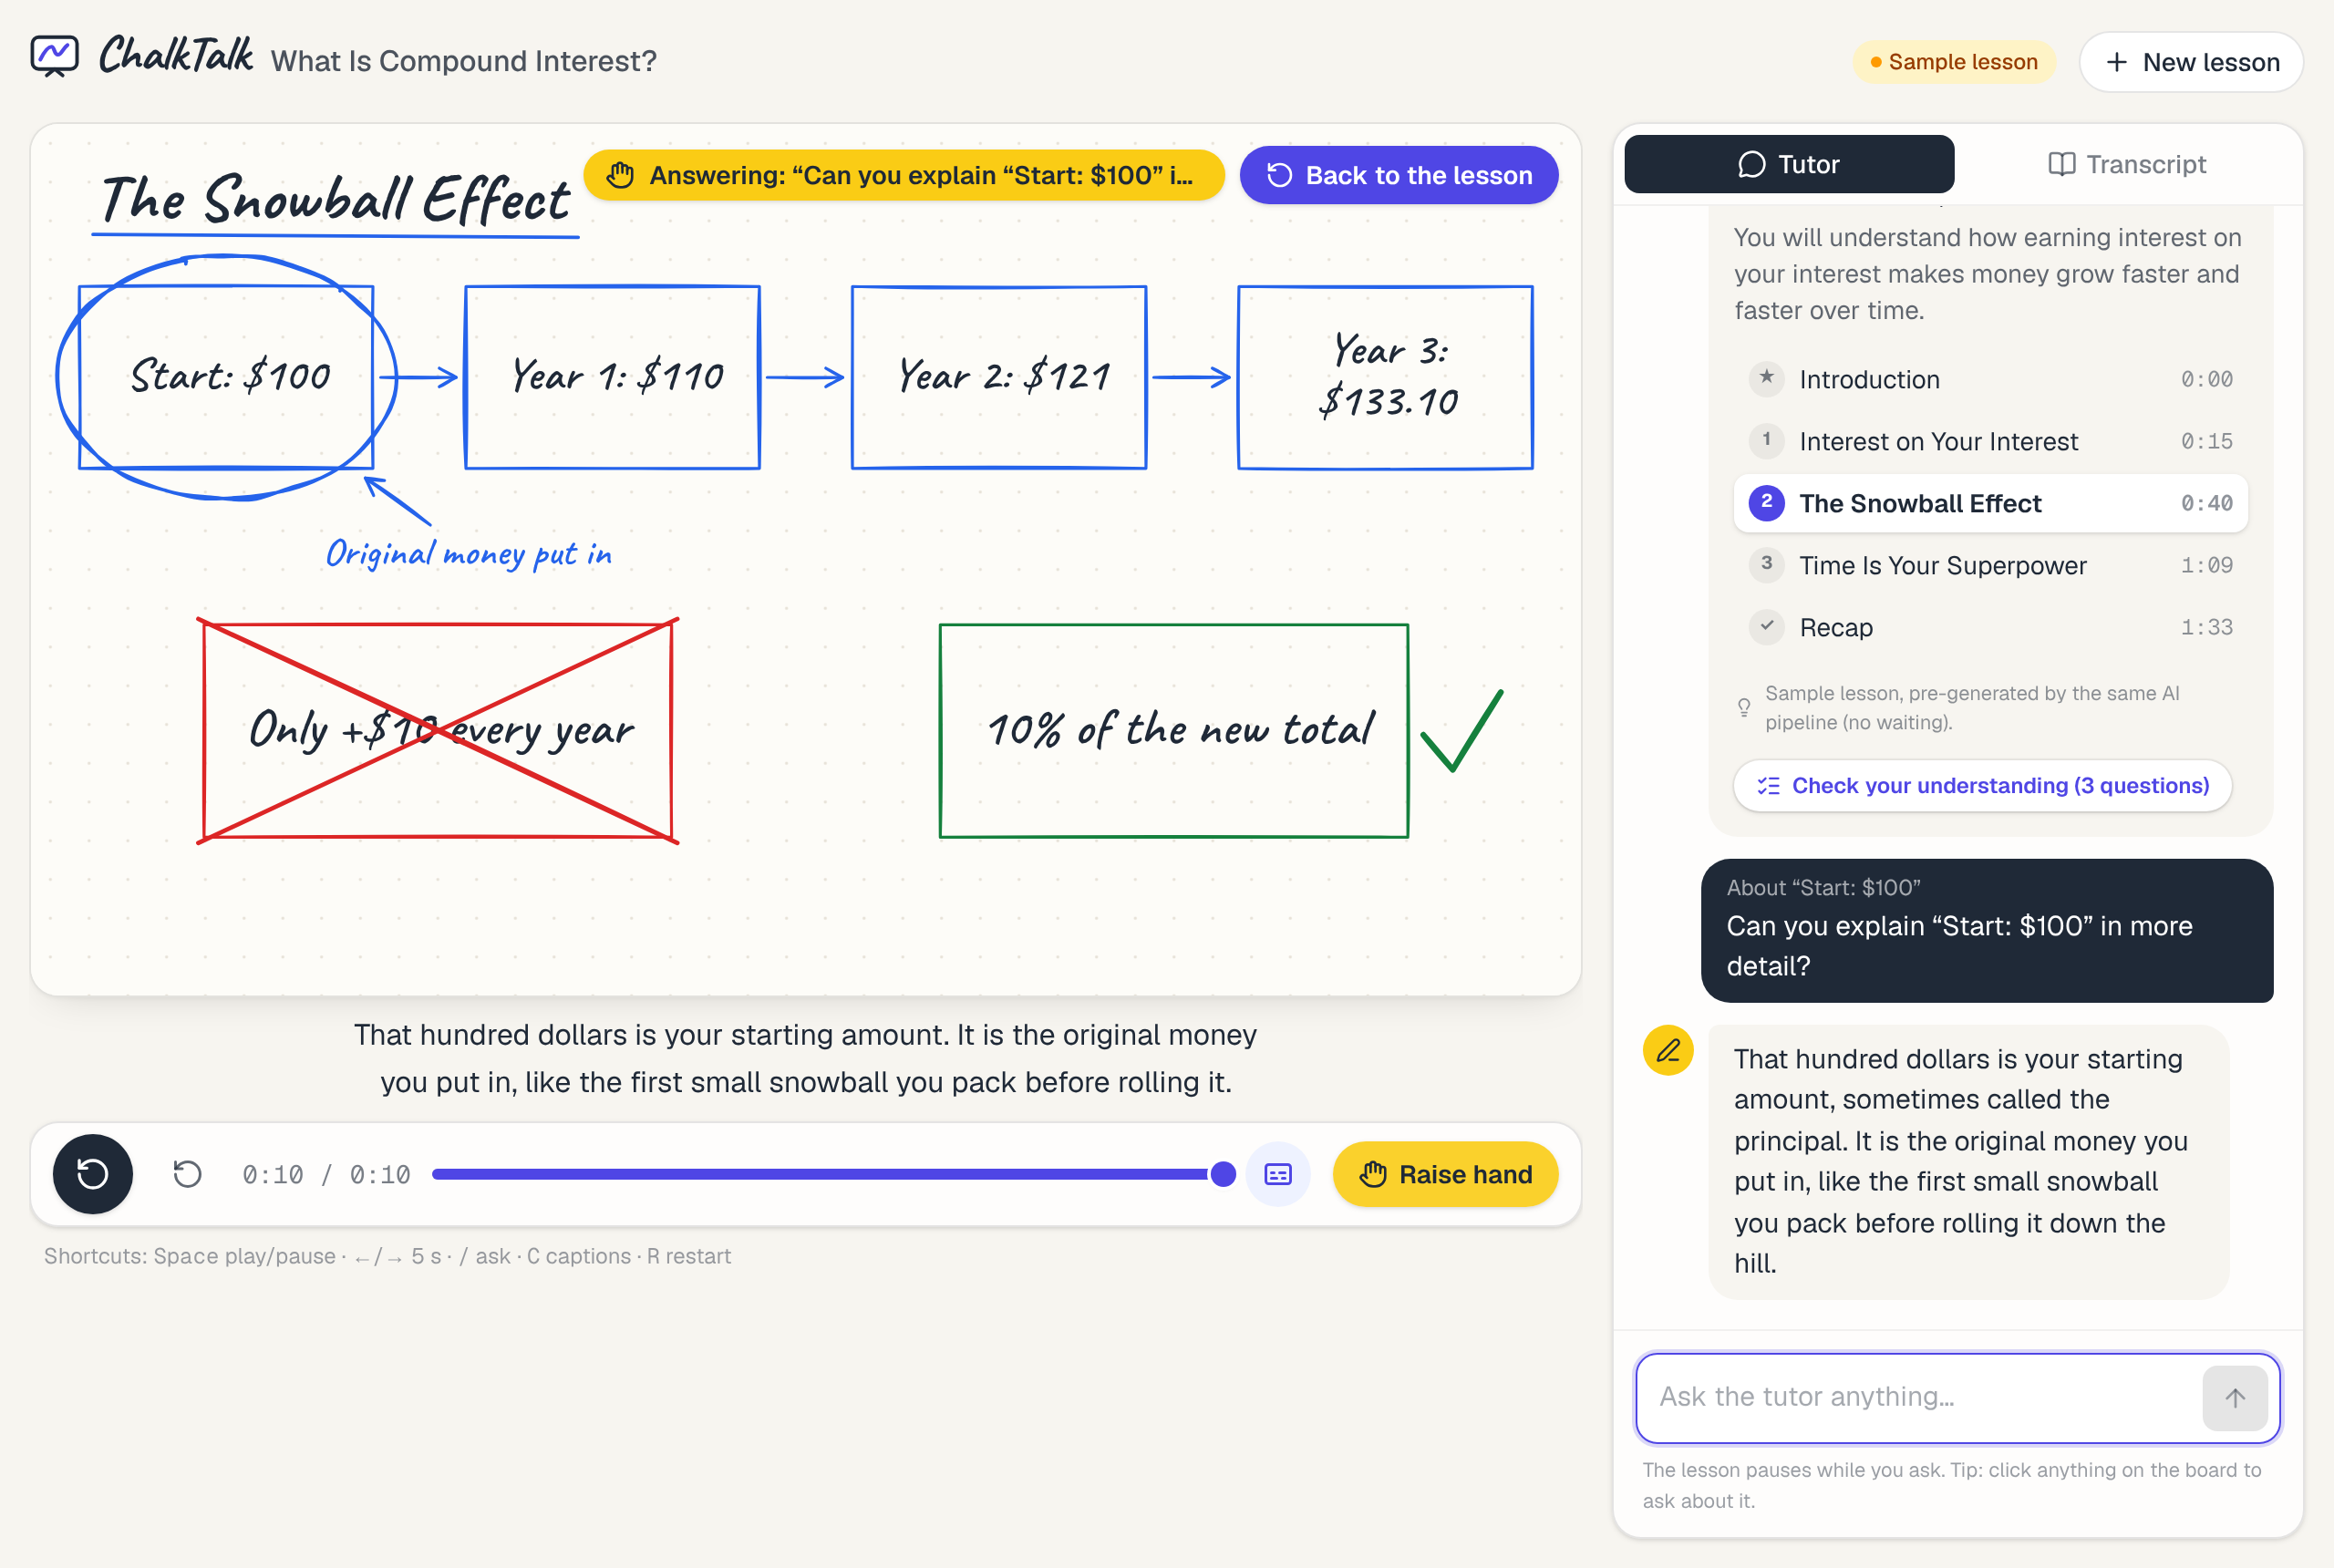 ChalkTalk What Is Compound Interest?
Sample lesson
New lesson
The Snowball Effect
Answering: “Can you explain “Start: $100” i...
Back to the lesson
Start: $100
Year 1: $110
Year 2: $121
Year 3:
$133.10
Original money put in
Only +$10 every year
10% of the new total
That hundred dollars is your starting amount. It is the original money
you put in, like the first small snowball you pack before rolling it.
0:10 / 0:10
Raise hand
Shortcuts: Space play/pause · ←/→ 5 s · / ask · C captions · R restart
Tutor
Transcript
You will understand how earning interest on
your interest makes money grow faster and
faster over time.
Introduction 0:00
1 Interest on Your Interest 0:15
2 The Snowball Effect 0:40
3 Time Is Your Superpower 1:09
Recap 1:33
Sample lesson, pre-generated by the same AI
pipeline (no waiting).
Check your understanding (3 questions)
About “Start: $100”
Can you explain “Start: $100” in more
detail?
That hundred dollars is your starting
amount, sometimes called the
principal. It is the original money you
put in, like the first small snowball
you pack before rolling it down the
hill.
Ask the tutor anything...
The lesson pauses while you ask. Tip: click anything on the board to
ask about it.